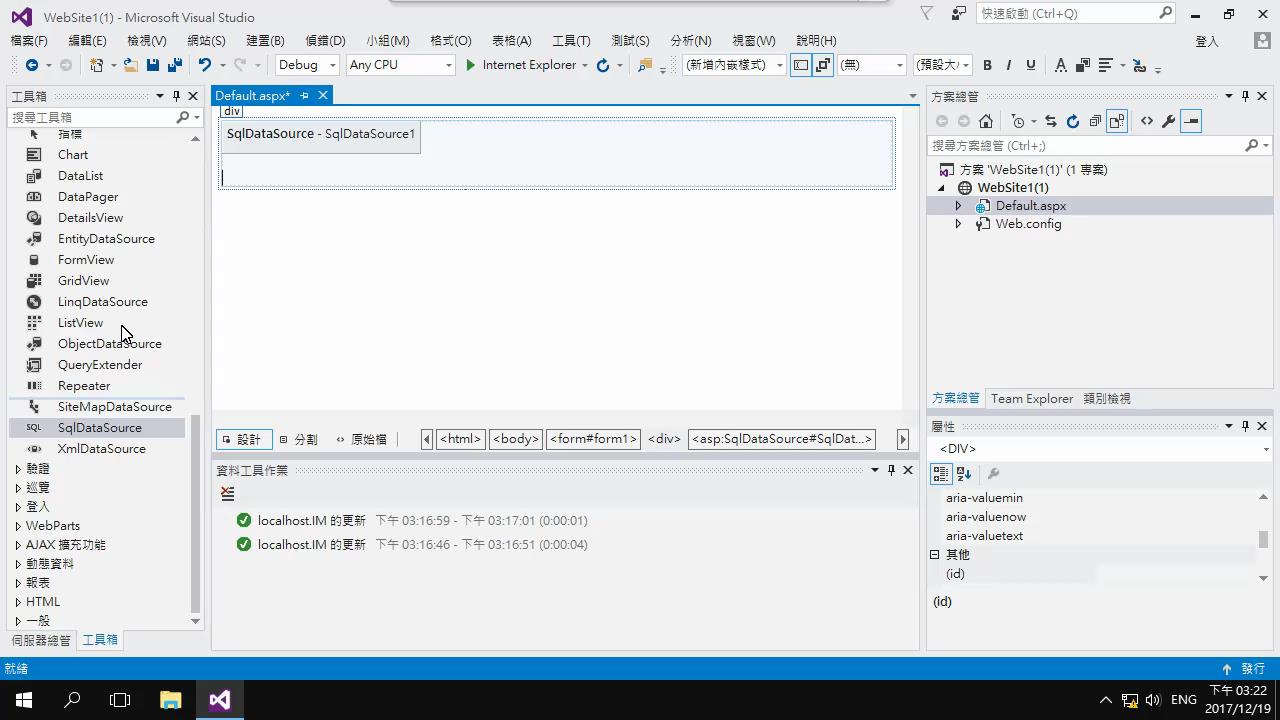 WebSite1(1) - Microsoft Visual Studio
快速啟動 (Ctrl+Q)
檔案(F) 編輯(E) 檢視(V) 網站(S) 建置(B) 偵錯(D) 小組(M) 格式(O) 表格(A) 工具(T) 測試(S) 分析(N) 視窗(W) 說明(H) 登入
Debug Any CPU Internet Explorer (新增內嵌樣式) (無) (預設大/ B I U A
工具箱
搜尋工具箱
指標
Chart
DataList
DataPager
DetailsView
EntityDataSource
FormView
GridView
LinqDataSource
ListView
ObjectDataSource
QueryExtender
Repeater
SiteMapDataSource
SQL SqlDataSource
XmlDataSource
驗證
巡覽
登入
WebParts
AJAX 擴充功能
動態資料
報表
HTML
一般
伺服器總管 工具箱
Default.aspx*
div
SqlDataSource - SqlDataSource1
設計 分割 原始檔 <html> <body> <form#form1> <div> <asp:SqlDataSource#SqlDat...>
資料工具作業
localhost.IM 的更新 下午 03:16:59 - 下午 03:17:01 (0:00:01)
localhost.IM 的更新 下午 03:16:46 - 下午 03:16:51 (0:00:04)
方案總管
搜尋方案總管 (Ctrl+;)
方案 'WebSite1(1)' (1 專案)
WebSite1(1)
Default.aspx
Web.config
方案總管 Team Explorer 類別檢視
屬性
<DIV>
aria-valuemin
aria-valuenow
aria-valuetext
其他
(id)
(id)
就緒 發行
ENG 下午 03:22
2017/12/19